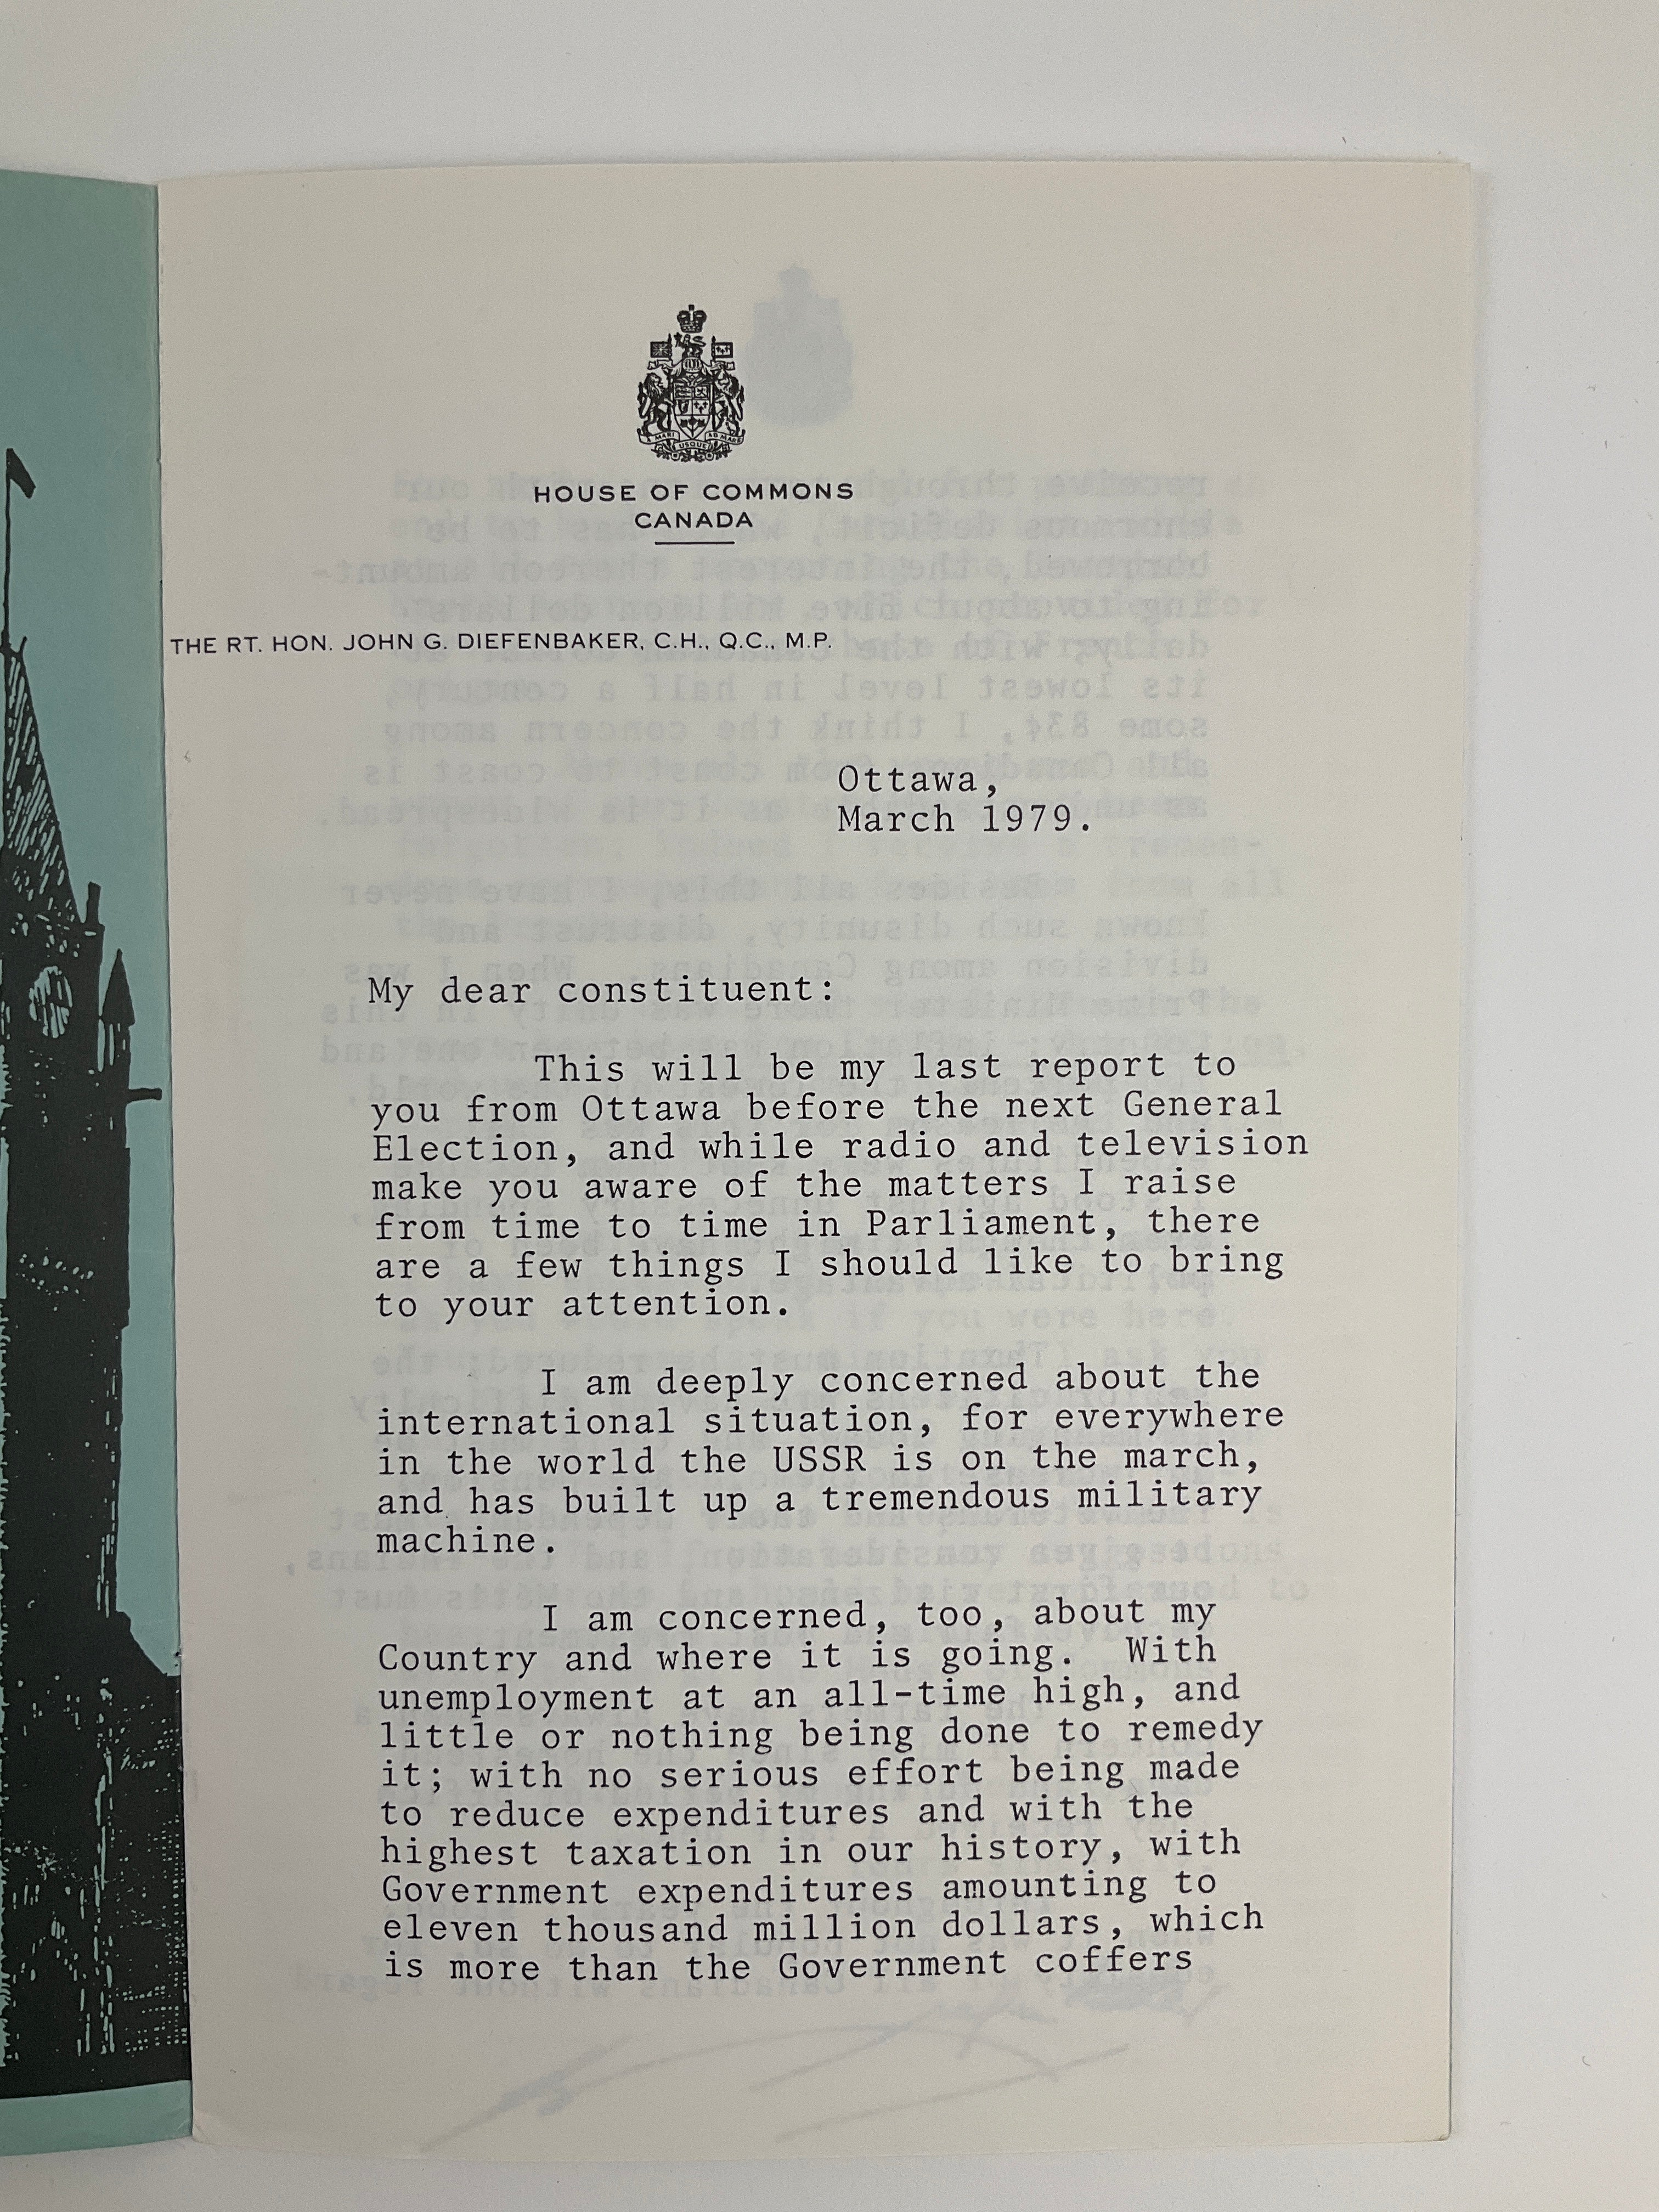 A MARI USQUE AD MARE
HOUSE OF COMMONS
CANADA
THE RT. HON. JOHN G. DIEFENBAKER, C.H., Q.C., M.P.
Ottawa,
March 1979.
My dear constituent:
This will be my last report to
you from Ottawa before the next General
Election, and while radio and television
make you aware of the matters I raise
from time to time in Parliament, there
are a few things I should like to bring
to your attention.
I am deeply concerned about the
international situation, for everywhere
in the world the USSR is on the march,
and has built up a tremendous military
machine.
I am concerned, too, about my
Country and where it is going. With
unemployment at an all-time high, and
little or nothing being done to remedy
it; with no serious effort being made
to reduce expenditures and with the
highest taxation in our history, with
Government expenditures amounting to
eleven thousand million dollars, which
is more than the Government coffers